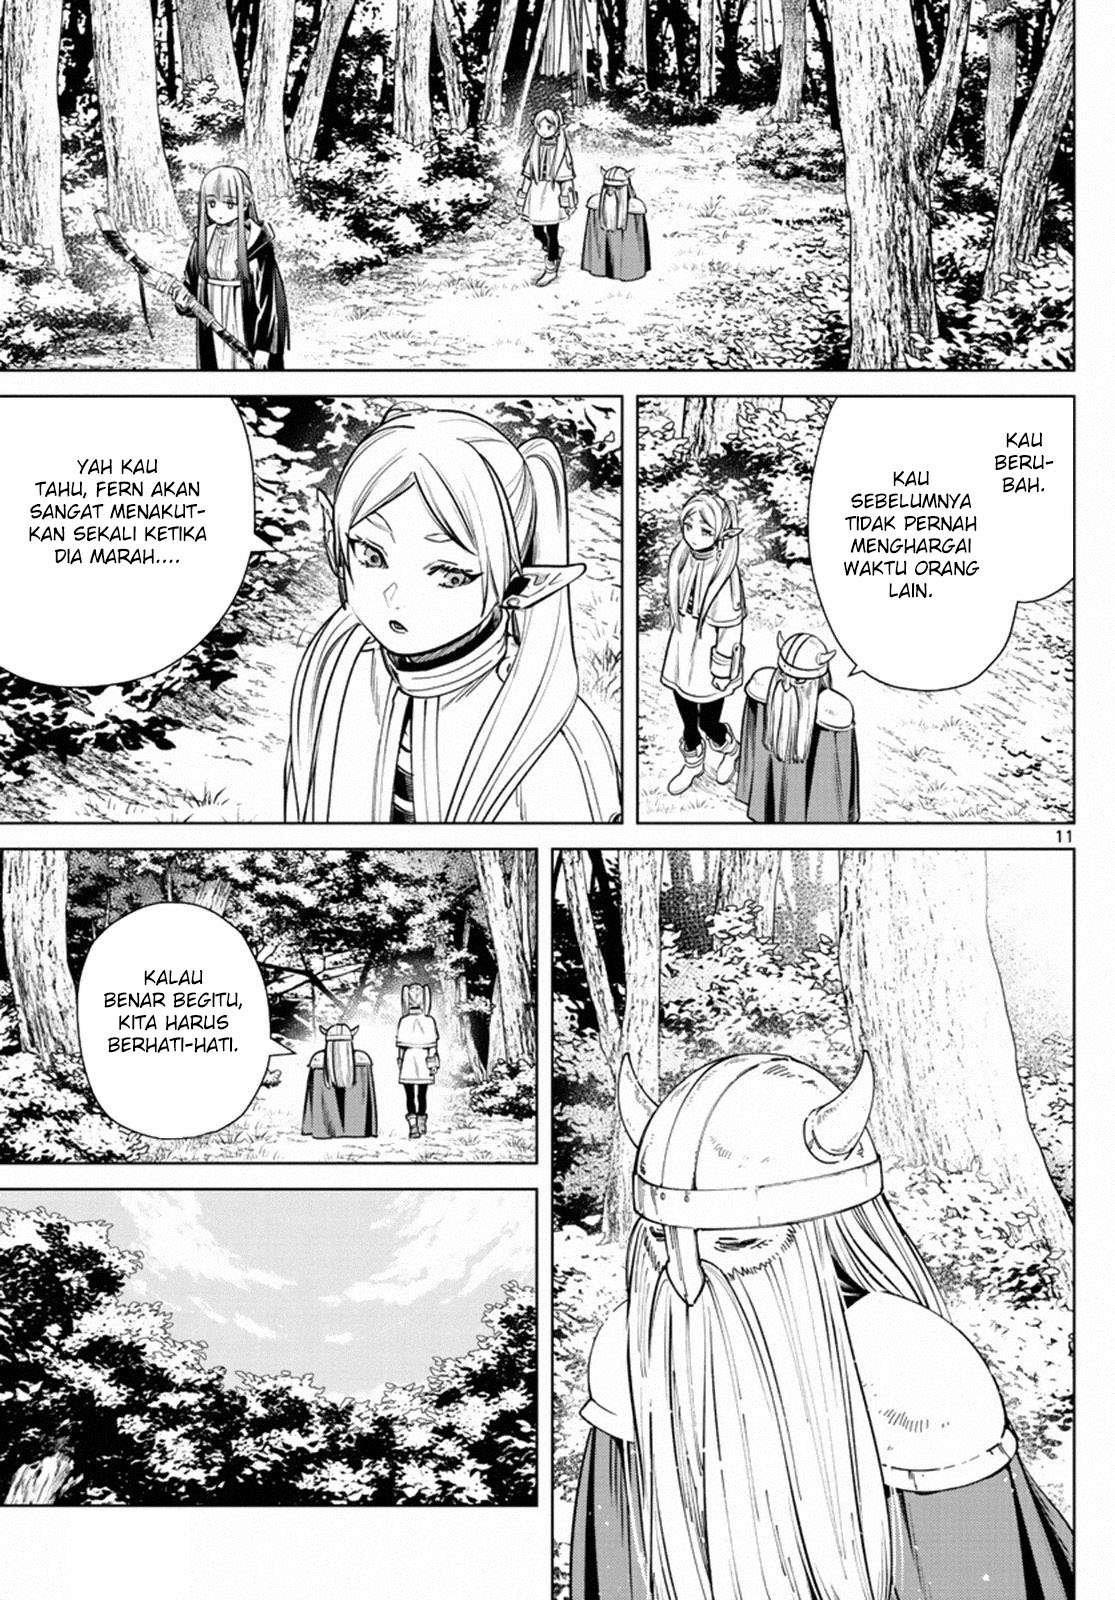 KAU
BERU-
BAH.
KAU
SEBELUMNYA
TIDAK PERNAH
MENGHARGAI
WAKTU ORANG
LAIN.
YAH KAU
TAHU, FERN AKAN
SANGAT MENAKUT-
KAN SEKALI KETIKA
DIA MARAH....
11
KALAU
BENAR BEGITU,
KITA HARUS
BERHATI-HATI.